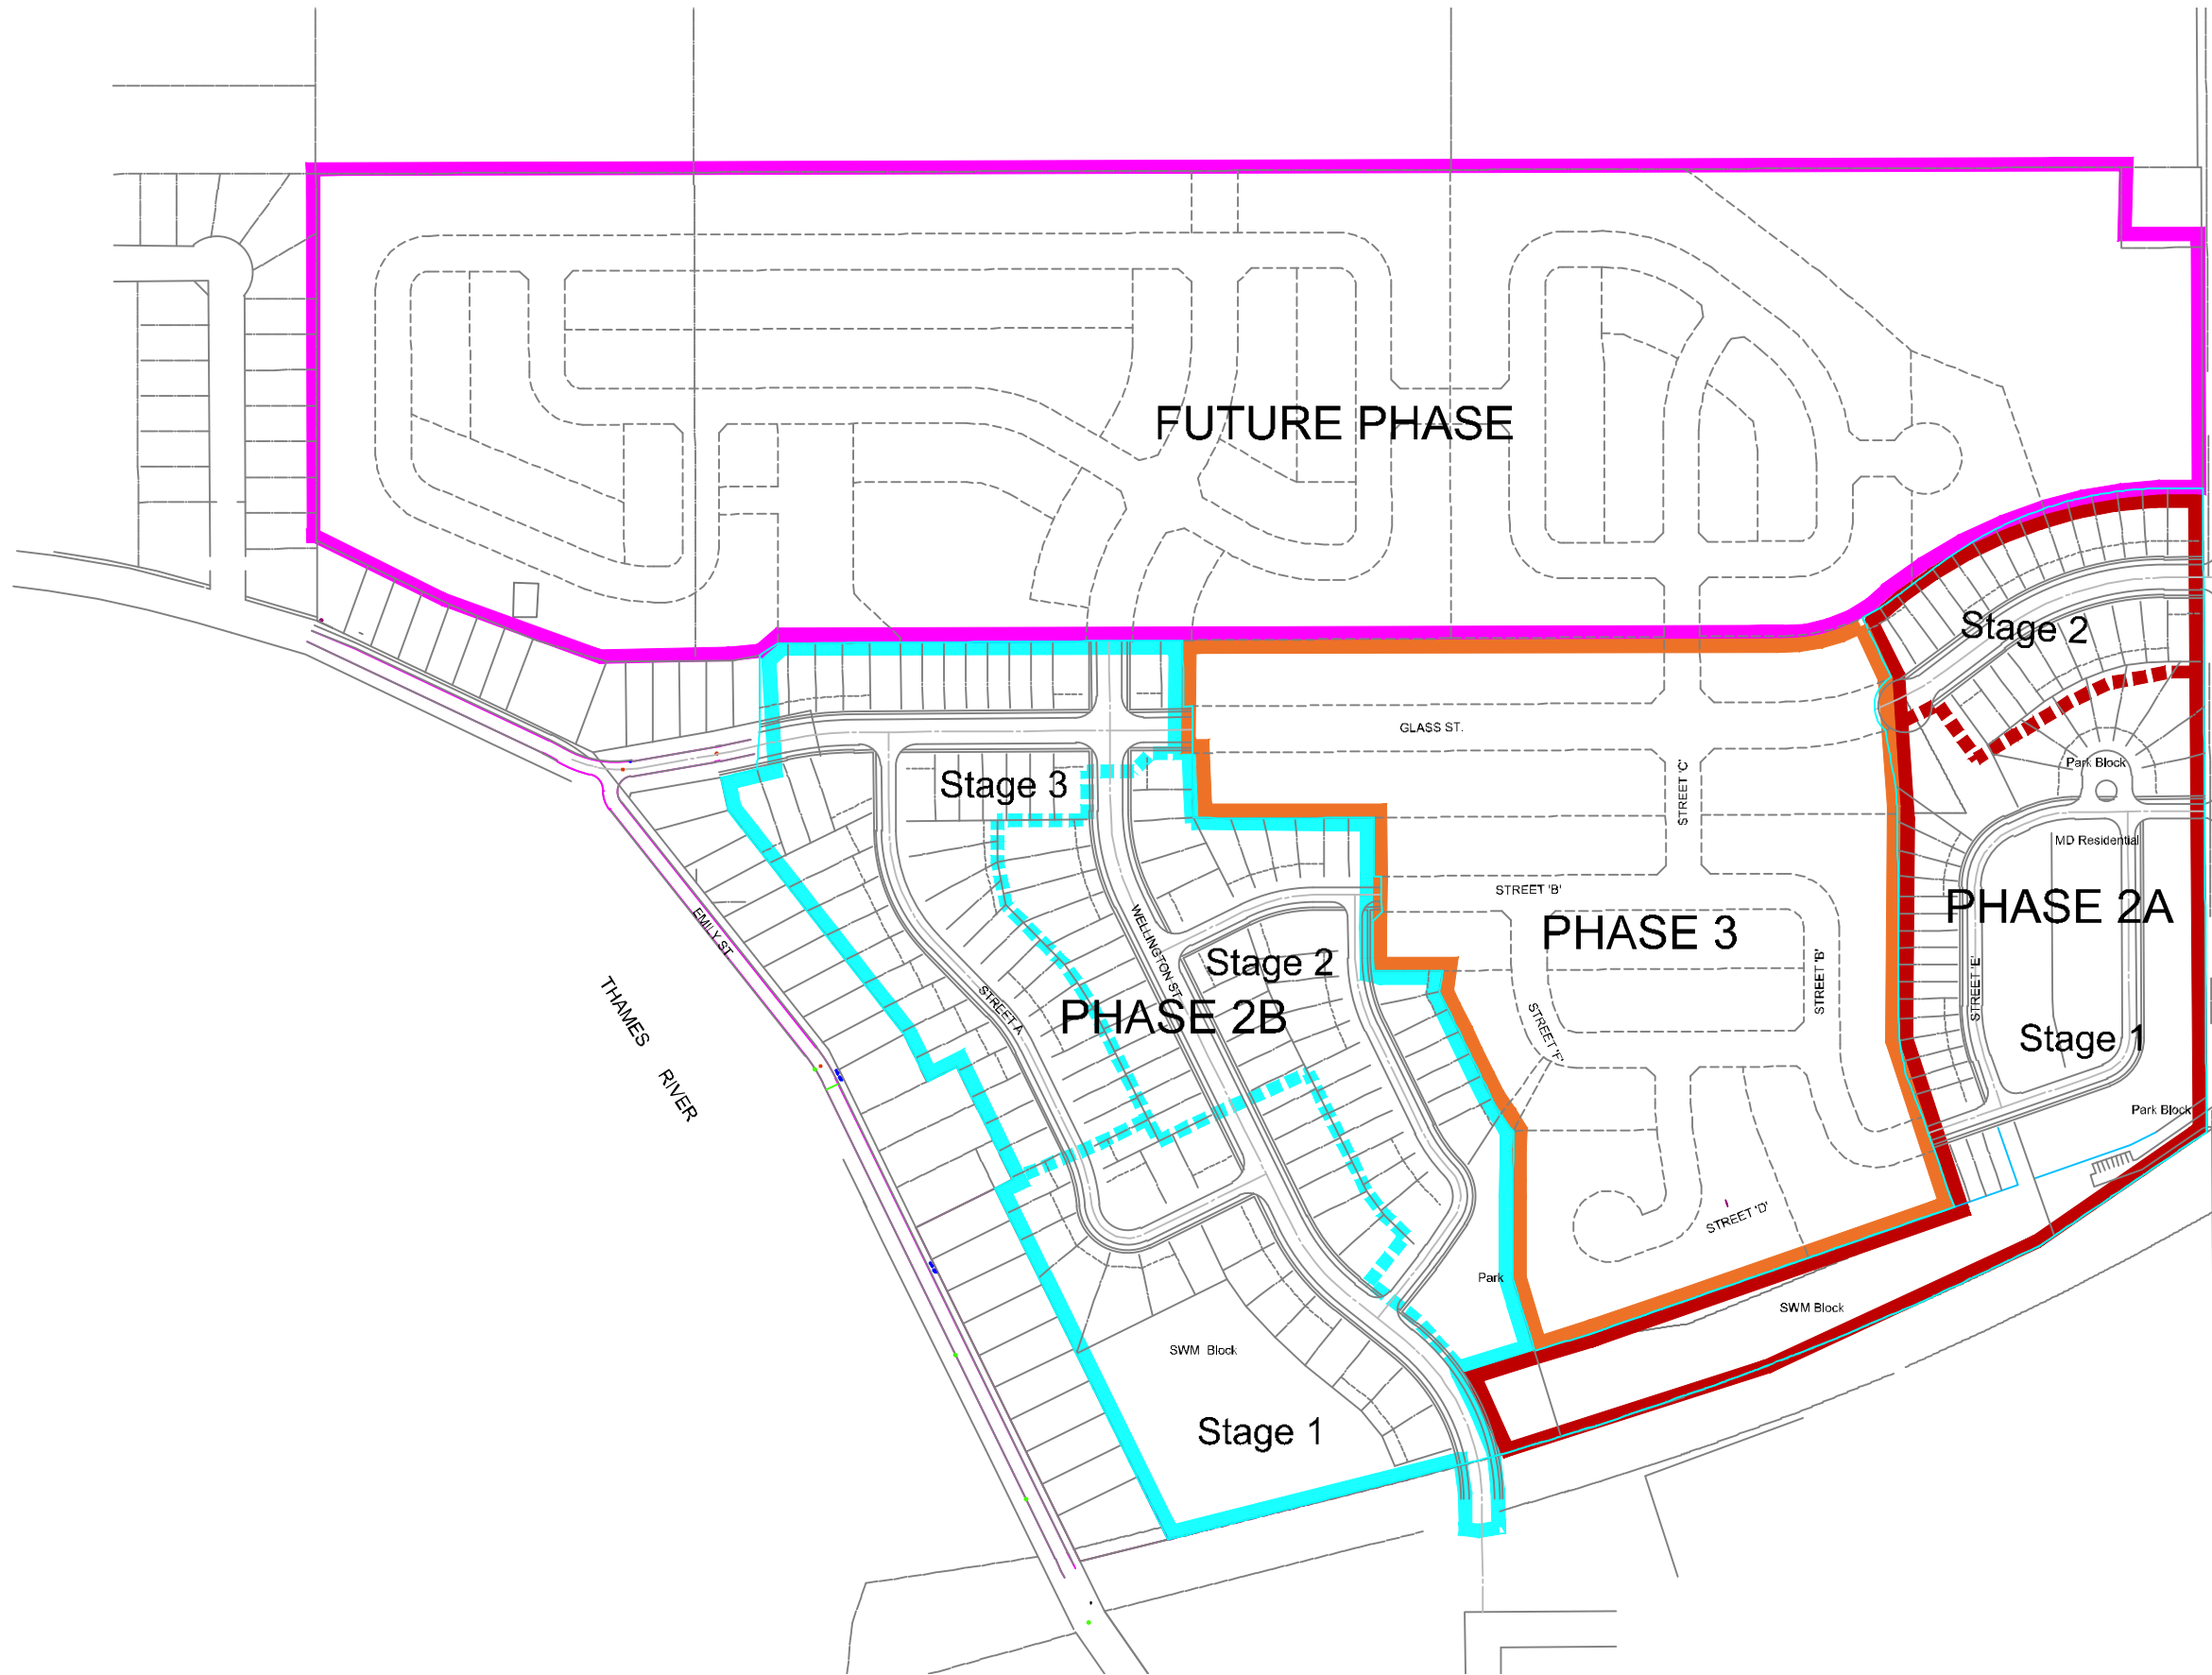 FUTURE PHASE
Stage 2
GLASS ST.
Park Block
Stage 3
STREET 'C'
MD Residential
STREET 'B'
PHASE 2A
PHASE 3
EMILY ST.
WELLINGTON ST.
Stage 2
STREET A
PHASE 2B
STREET 'B'
STREET 'E'
THAMES RIVER
STREET 'F'
Stage 1
Park Block
STREET 'D'
Park
SWM Block
SWM Block
Stage 1